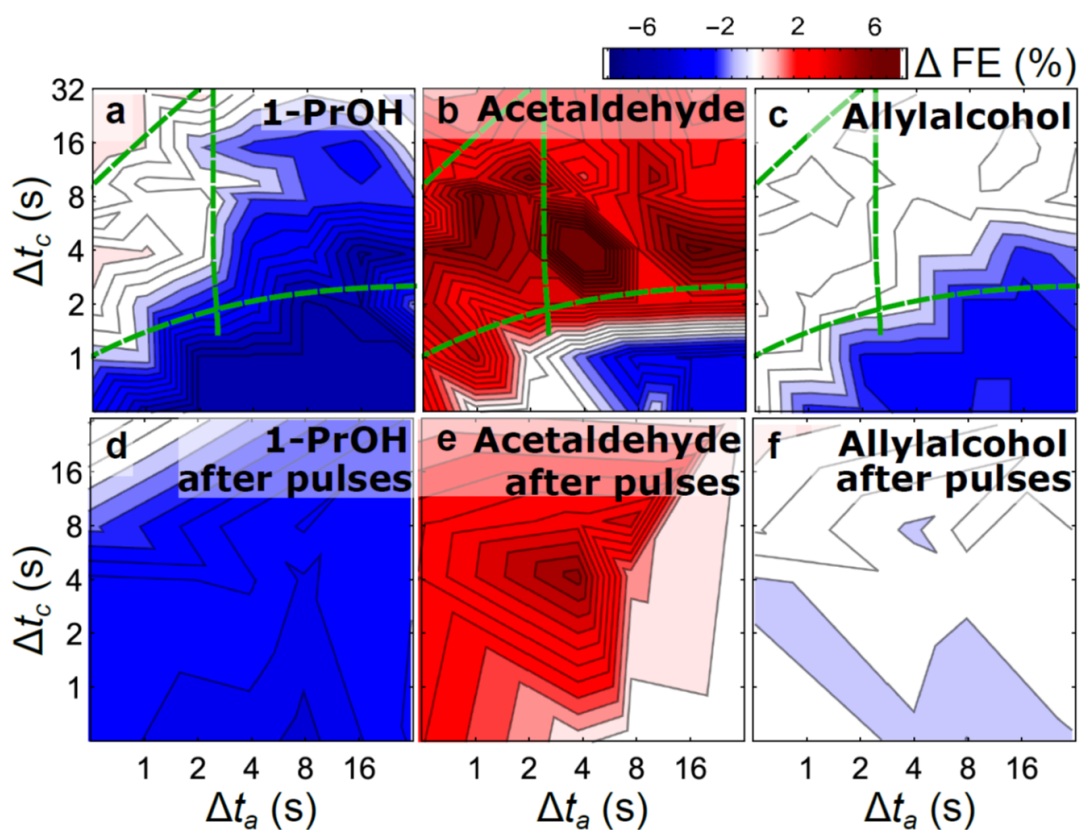 −6 −2 2 6
Δ FE (%)
32
16
8
4
2
1
Δt_c (s)
a 1-PrOH
b Acetaldehyde
c Allylalcohol
16
8
4
2
1
Δt_c (s)
d 1-PrOH
after pulses
e Acetaldehyde
after pulses
f Allylalcohol
after pulses
1 2 4 8 16
1 2 4 8 16
1 2 4 8 16
Δt_a (s)
Δt_a (s)
Δt_a (s)